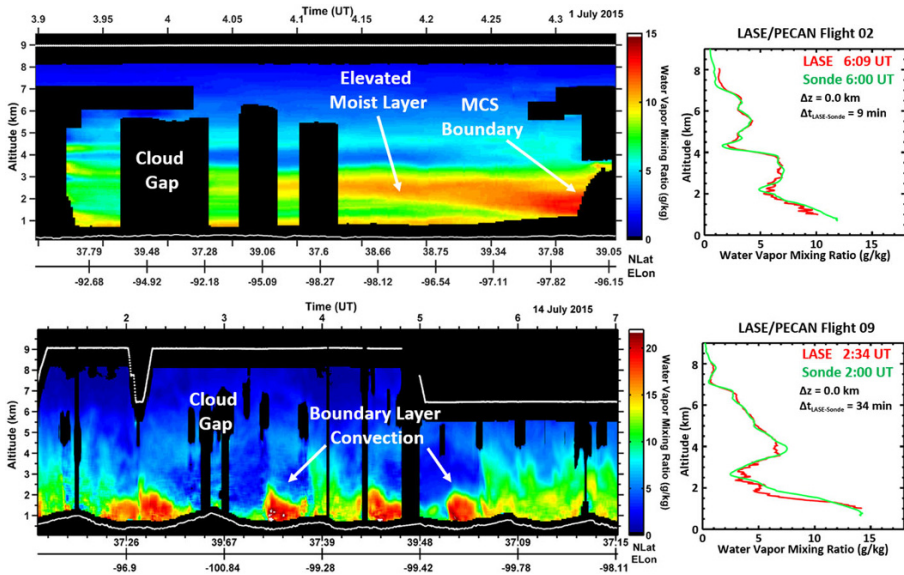 Time (UT)
1 July 2015
3.9 3.95 4 4.05 4.1 4.15 4.2 4.25 4.3
Altitude (km)
9
8
7
6
5
4
3
2
1
Elevated
Moist Layer
MCS
Boundary
Cloud
Gap
15
10
5
0
Water Vapor Mixing Ratio (g/kg)
37.79 39.48 37.28 39.06 37.6 38.66 38.75 39.34 37.98 39.05
NLat
-92.68 -94.92 -92.18 -95.09 -98.27 -98.12 -96.54 -97.11 -97.82 -96.15
ELon
LASE/PECAN Flight 02
LASE 6:09 UT
Sonde 6:00 UT
Δz = 0.0 km
Δt LASE-Sonde = 9 min
Altitude (km)
8
6
4
2
0
0 5 10 15
Water Vapor Mixing Ratio (g/kg)
Time (UT)
14 July 2015
2 3 4 5 6 7
Altitude (km)
9
8
7
6
5
4
3
2
1
Cloud
Gap
Boundary Layer
Convection
20
15
10
5
0
Water Vapor Mixing Ratio (g/kg)
37.26 39.67 37.39 39.48 37.09 37.15
NLat
-96.9 -100.84 -99.28 -99.42 -99.78 -98.11
ELon
LASE/PECAN Flight 09
LASE 2:34 UT
Sonde 2:00 UT
Δz = 0.0 km
Δt LASE-Sonde = 34 min
Altitude (km)
8
6
4
2
0
0 5 10 15
Water Vapor Mixing Ratio (g/kg)